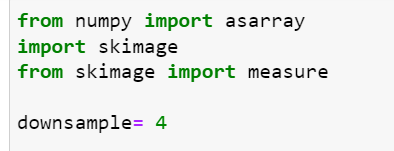 from numpy import asarray
import skimage
from skimage import measure
downsample= 4